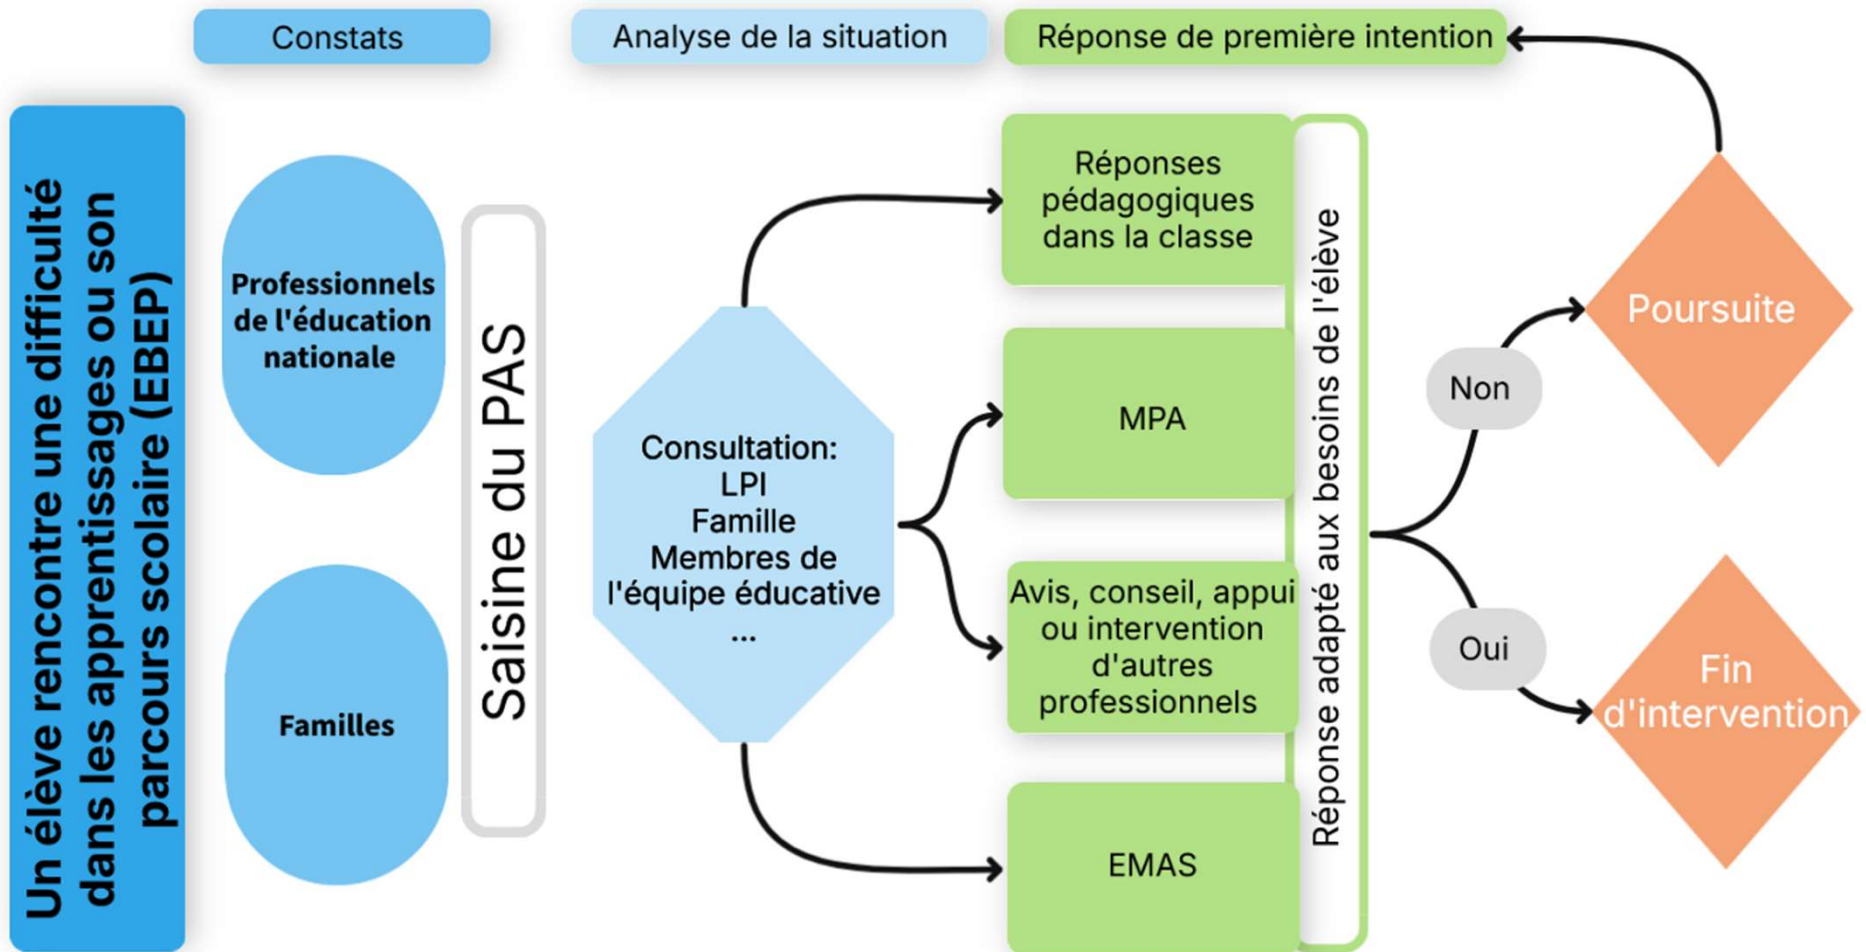 Constats
Analyse de la situation
Réponse de première intention
Un élève rencontre une difficulté
dans les apprentissages ou son
parcours scolaire (EBEP)
Professionnels
de l'éducation
nationale
Familles
Saisine du PAS
Consultation:
LPI
Famille
Membres de
l'équipe éducative
...
Réponses
pédagogiques
dans la classe
MPA
Avis, conseil, appui
ou intervention
d'autres
professionnels
EMAS
Réponse adapté aux besoins de l'élève
Non
Oui
Poursuite
Fin
d'intervention